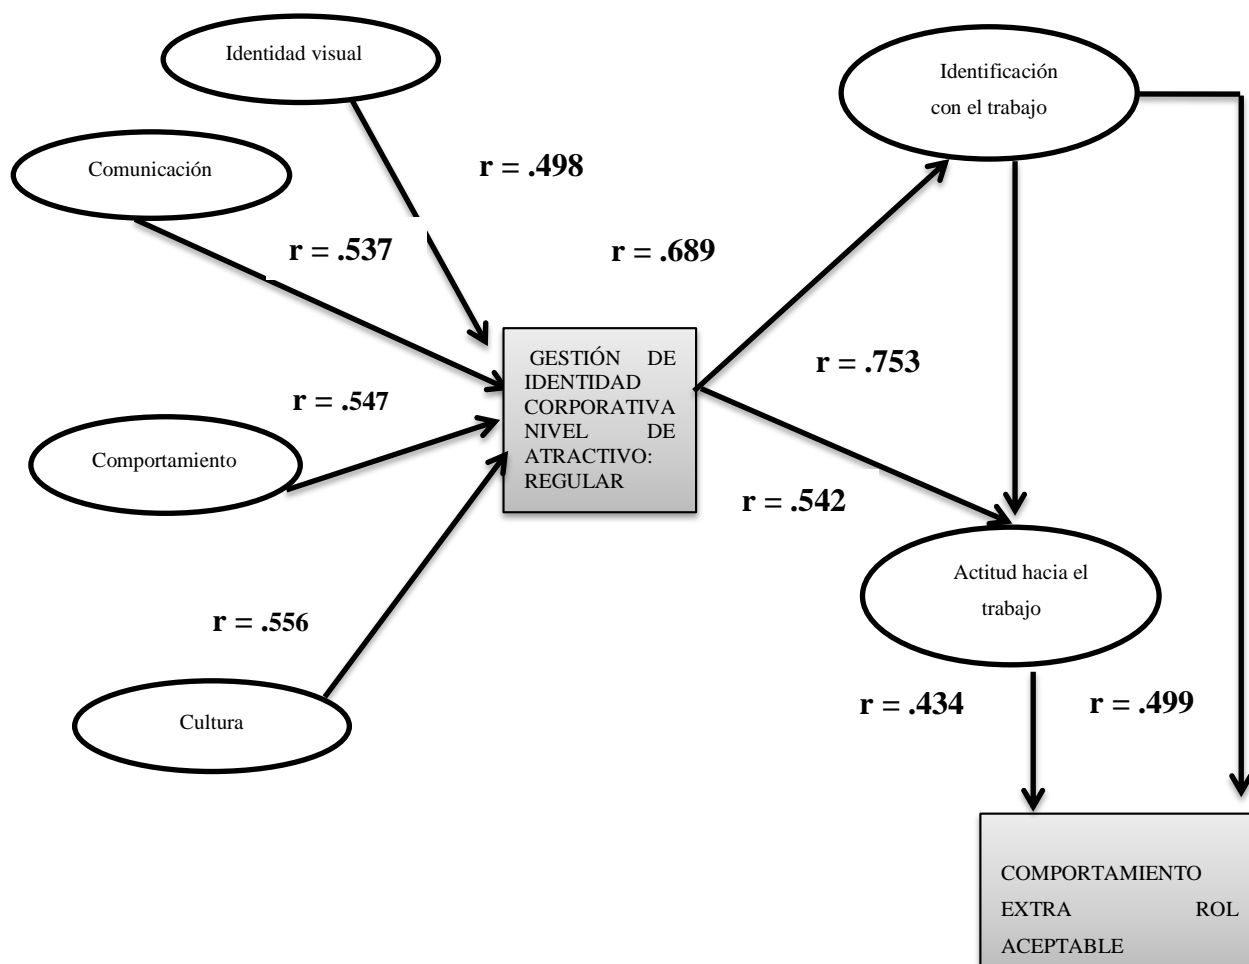 Identidad visual
Identificación
con el trabajo
Comunicación
r = .498
r = .537
r = .689
GESTIÓN DE
IDENTIDAD
CORPORATIVA
NIVEL DE
ATRACTIVO:
REGULAR
r = .753
r = .547
Comportamiento
r = .542
Actitud hacia el
trabajo
r = .556
Cultura
r = .434
r = .499
COMPORTAMIENTO
EXTRA ROL
ACEPTABLE